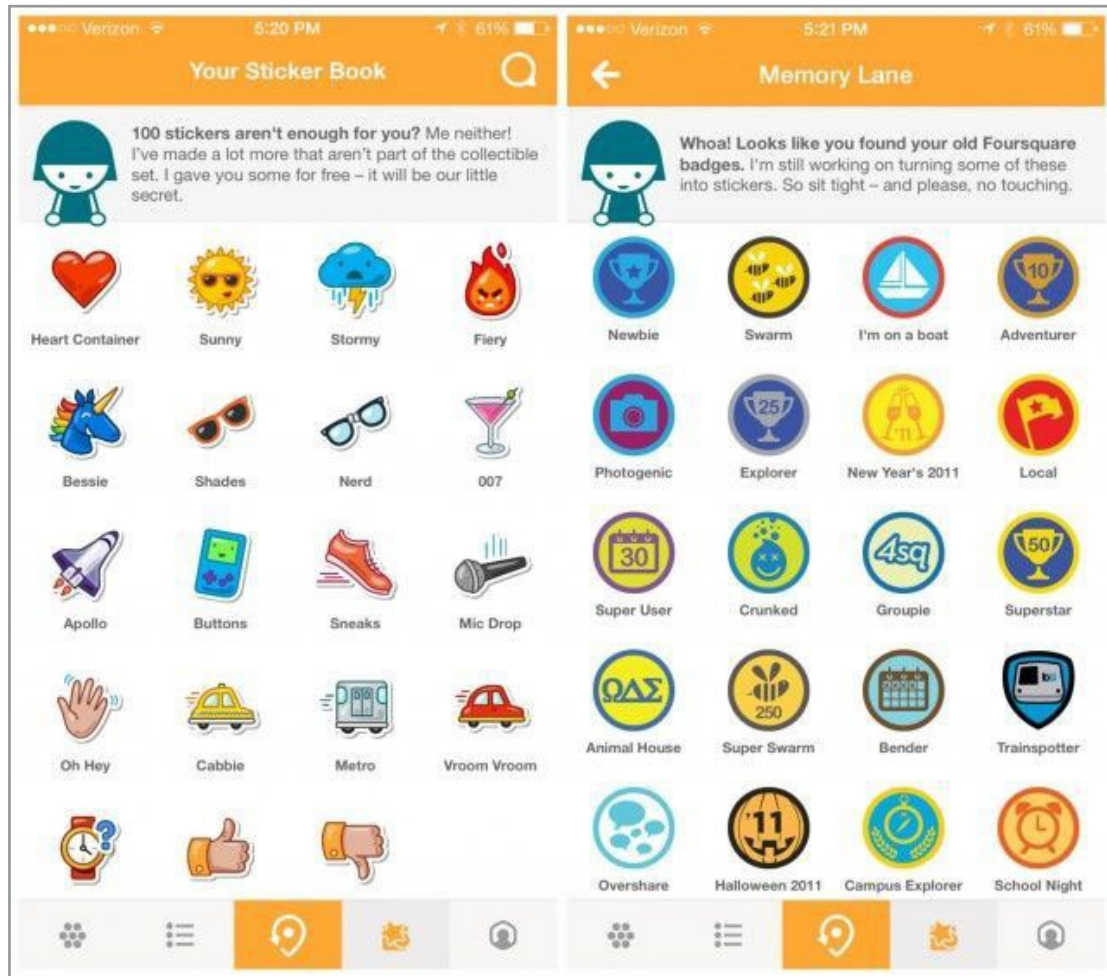 Verizon 5:20 PM 61%
Your Sticker Book
100 stickers aren't enough for you? Me neither!
I've made a lot more that aren't part of the collectible
set. I gave you some for free – it will be our little
secret.
Heart Container Sunny Stormy Fiery
Bessie Shades Nerd 007
Apollo Buttons Sneaks Mic Drop
Oh Hey Cabbie Metro Vroom Vroom
?
Verizon 5:21 PM 61%
Memory Lane
Whoa! Looks like you found your old Foursquare
badges. I'm still working on turning some of these
into stickers. So sit tight – and please, no touching.
10
Newbie Swarm I'm on a boat Adventurer
25 '11
Photogenic Explorer New Year's 2011 Local
30 4sq 50
Super User Crunked Groupie Superstar
ΩΔΣ 250
Animal House Super Swarm Bender Trainspotter
'11
Overshare Halloween 2011 Campus Explorer School Night